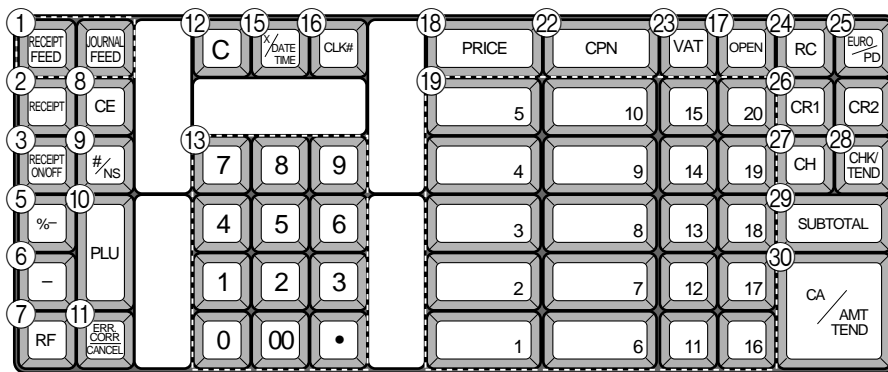 ① ⑫ ⑮ ⑯ ⑱ ㉒ ㉓ ⑰ ㉔ ㉕
RECEIPT FEED
JOURNAL FEED
C
X/DATE TIME
CLK#
PRICE
CPN
VAT
OPEN
RC
EURO/PD
② ⑧ ⑲ ㉖
RECEIPT
CE
5
10
15
20
CR1
CR2
③ ⑨ ⑬ ㉗ ㉘
RECEIPT ON/OFF
#/NS
7
8
9
4
9
14
19
CH
CHK/TEND
⑤ ⑩ ㉙
%−
PLU
4
5
6
3
8
13
18
SUBTOTAL
⑥ ㉚
−
1
2
3
2
7
12
17
CA/AMT TEND
⑦ ⑪
RF
ERR. CORR CANCEL
0
00
•
1
6
11
16